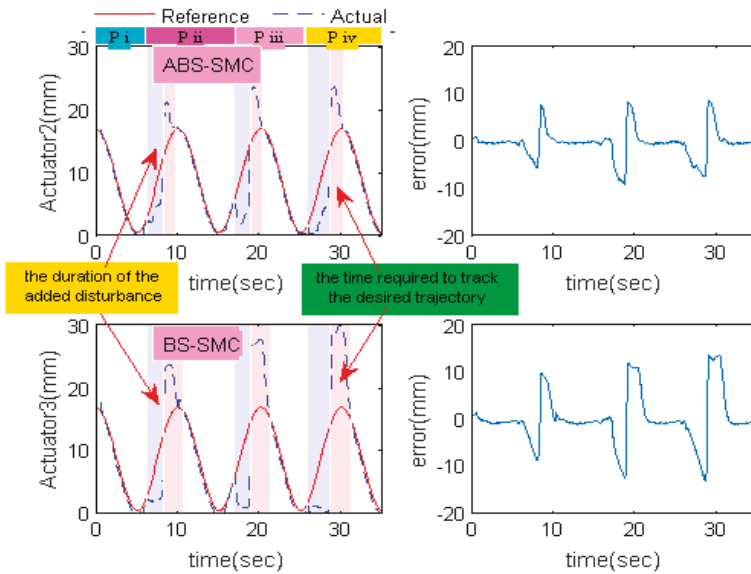 Reference
Actual
P i
P ii
P iii
P iv
30
20
10
0
Actuator2(mm)
ABS-SMC
0
10
20
30
time(sec)
20
10
0
-10
-20
error(mm)
0
10
20
30
time(sec)
the duration of the
added disturbance
the time required to track
the desired trajectory
30
20
10
0
Actuator3(mm)
BS-SMC
0
10
20
30
time(sec)
20
10
0
-10
-20
error(mm)
0
10
20
30
time(sec)